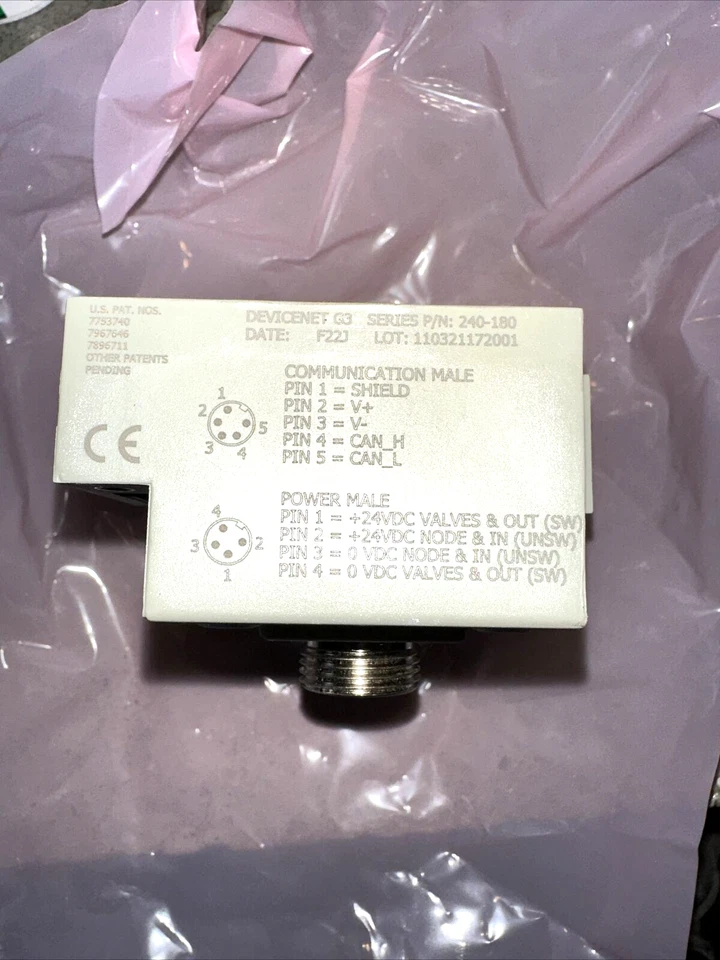 U.S. PAT. NOS.
7753740
7967646
7896711
OTHER PATENTS
PENDING
DEVICENET G3 SERIES P/N: 240-180
DATE: F22J LOT: 110321172001
COMMUNICATION MALE
PIN 1 = SHIELD
PIN 2 = V+
PIN 3 = V-
PIN 4 = CAN_H
PIN 5 = CAN_L
1
2
5
3
4
CE
POWER MALE
PIN 1 = +24VDC VALVES & OUT (SW)
PIN 2 = +24VDC NODE & IN (UNSW)
PIN 3 = 0 VDC NODE & IN (UNSW)
PIN 4 = 0 VDC VALVES & OUT (SW)
4
3
2
1